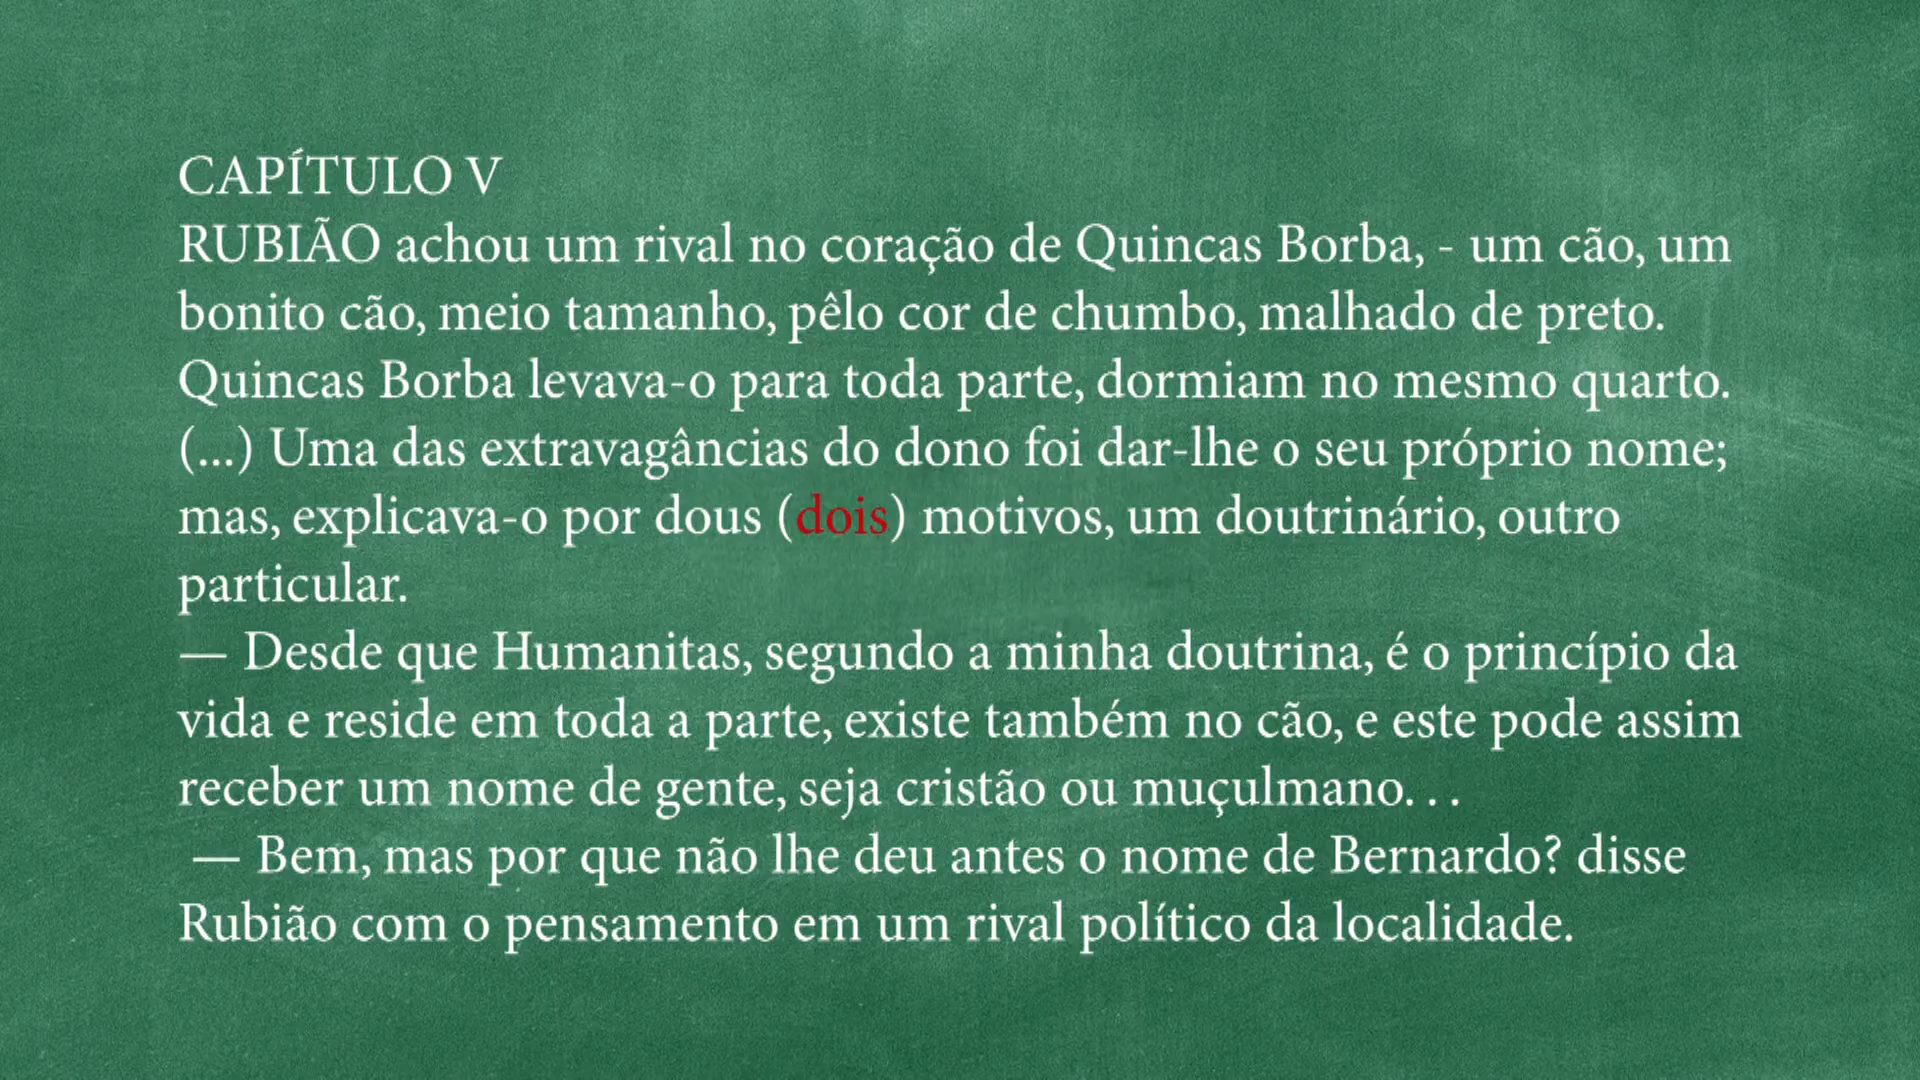 CAPÍTULO V
RUBIÃO achou um rival no coração de Quincas Borba, - um cão, um
bonito cão, meio tamanho, pêlo cor de chumbo, malhado de preto.
Quincas Borba levava-o para toda parte, dormiam no mesmo quarto.
(...) Uma das extravagâncias do dono foi dar-lhe o seu próprio nome;
mas, explicava-o por dous (dois) motivos, um doutrinário, outro
particular.
— Desde que Humanitas, segundo a minha doutrina, é o princípio da
vida e reside em toda a parte, existe também no cão, e este pode assim
receber um nome de gente, seja cristão ou muçulmano. . .
— Bem, mas por que não lhe deu antes o nome de Bernardo? disse
Rubião com o pensamento em um rival político da localidade.